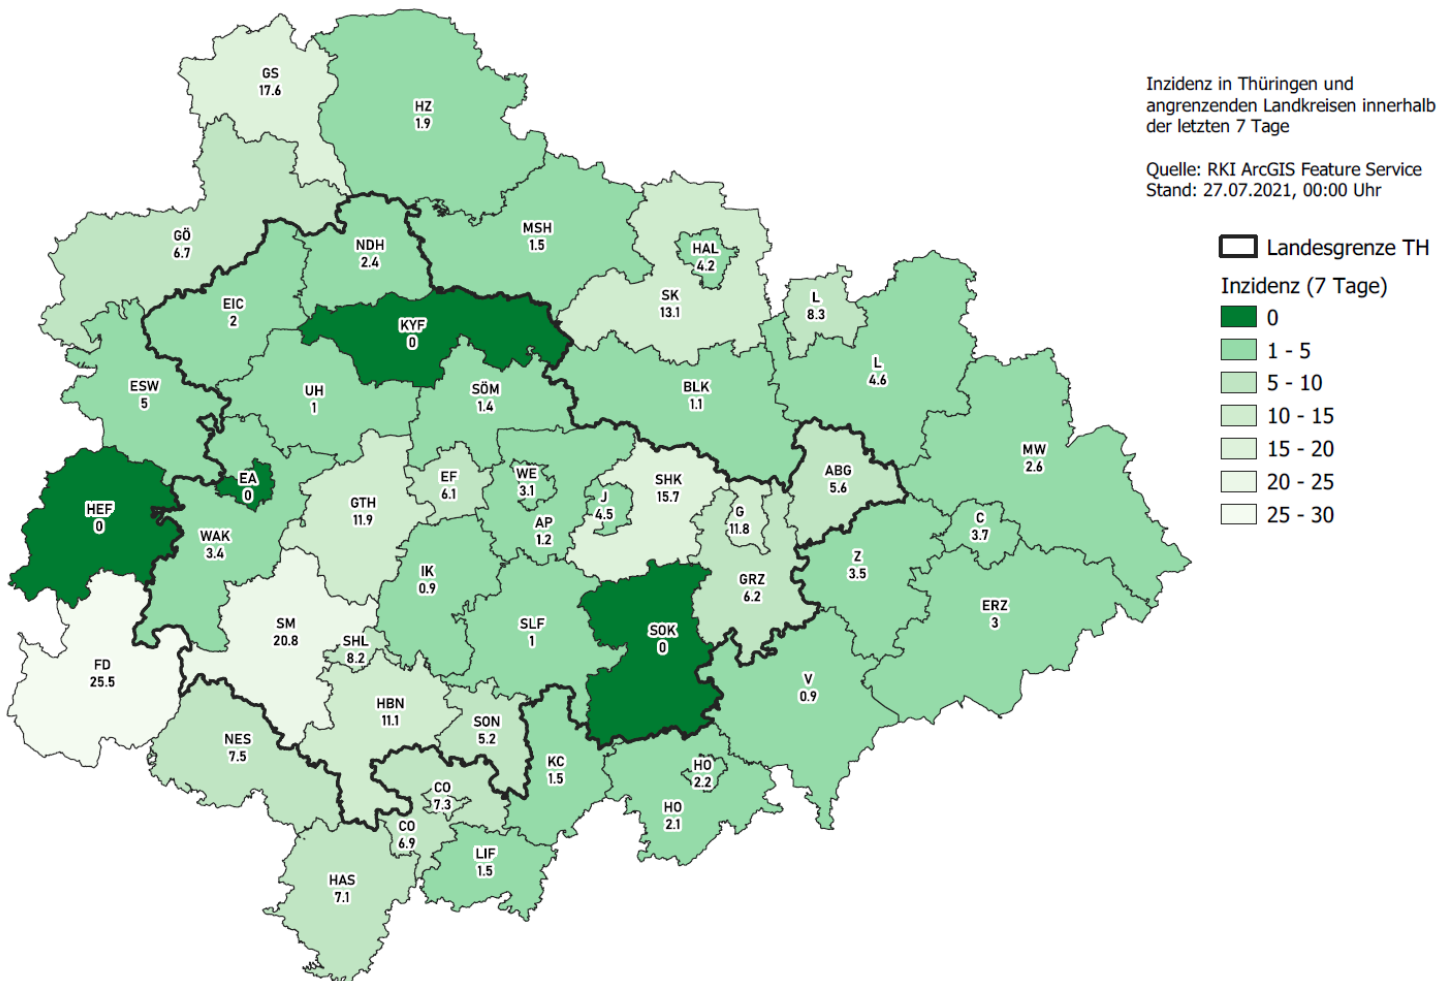 Inzidenz in Thüringen und
angrenzenden Landkreisen innerhalb
der letzten 7 Tage
Quelle: RKI ArcGIS Feature Service
Stand: 27.07.2021, 00:00 Uhr
Landesgrenze TH
Inzidenz (7 Tage)
0
1 - 5
5 - 10
10 - 15
15 - 20
20 - 25
25 - 30
GS
17.6
HZ
1.9
GÖ
6.7
NDH
2.4
MSH
1.5
HAL
4.2
SK
13.1
L
8.3
EIC
2
KYF
0
L
4.6
ESW
5
UH
1
SÖM
1.4
BLK
1.1
MW
2.6
EA
0
EF
6.1
WE
3.1
J
4.5
SHK
15.7
ABG
5.6
GTH
11.9
G
11.8
HEF
0
WAK
3.4
AP
1.2
C
3.7
Z
3.5
IK
0.9
GRZ
6.2
ERZ
3
SM
20.8
SHL
8.2
SLF
1
SOK
0
FD
25.5
V
0.9
HBN
11.1
SON
5.2
NES
7.5
KC
1.5
HO
2.2
CO
7.3
HO
2.1
CO
6.9
LIF
1.5
HAS
7.1